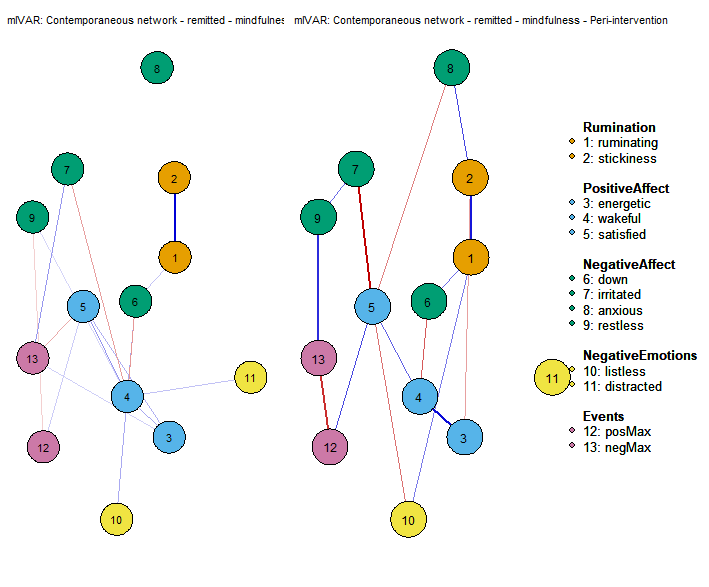 mlVAR: Contemporaneous network - remitted - mindfulnes
mlVAR: Contemporaneous network - remitted - mindfulness - Peri-intervention
8
7
2
9
1
5
6
13
4
11
3
12
10
8
7
2
9
1
5
6
13
4
11
3
12
10
Rumination
1: ruminating
2: stickiness
PositiveAffect
3: energetic
4: wakeful
5: satisfied
NegativeAffect
6: down
7: irritated
8: anxious
9: restless
NegativeEmotions
10: listless
11: distracted
Events
12: posMax
13: negMax